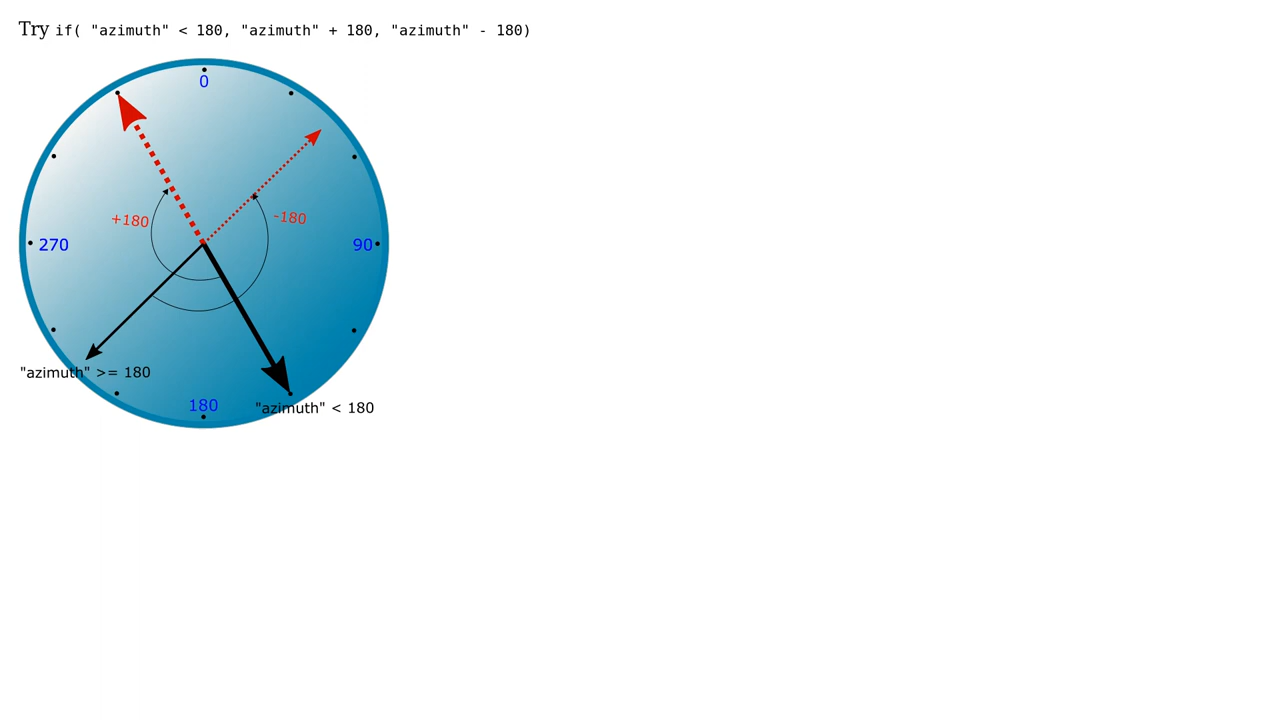 Try if( "azimuth" < 180, "azimuth" + 180, "azimuth" - 180)
0
+180
-180
270
90
"azimuth" >= 180
180
"azimuth" < 180